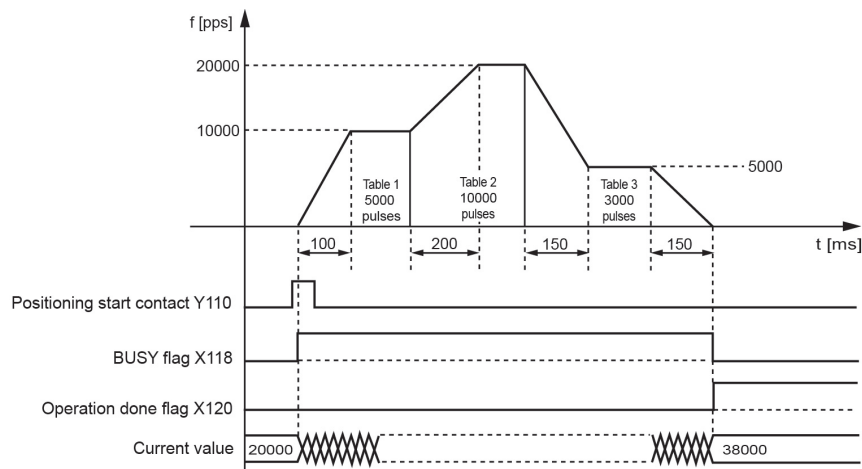 f [pps]
20000
10000
5000
Table 1
5000
pulses
Table 2
10000
pulses
Table 3
3000
pulses
100
200
150
150
t [ms]
Positioning start contact Y110
BUSY flag X118
Operation done flag X120
Current value
20000
38000